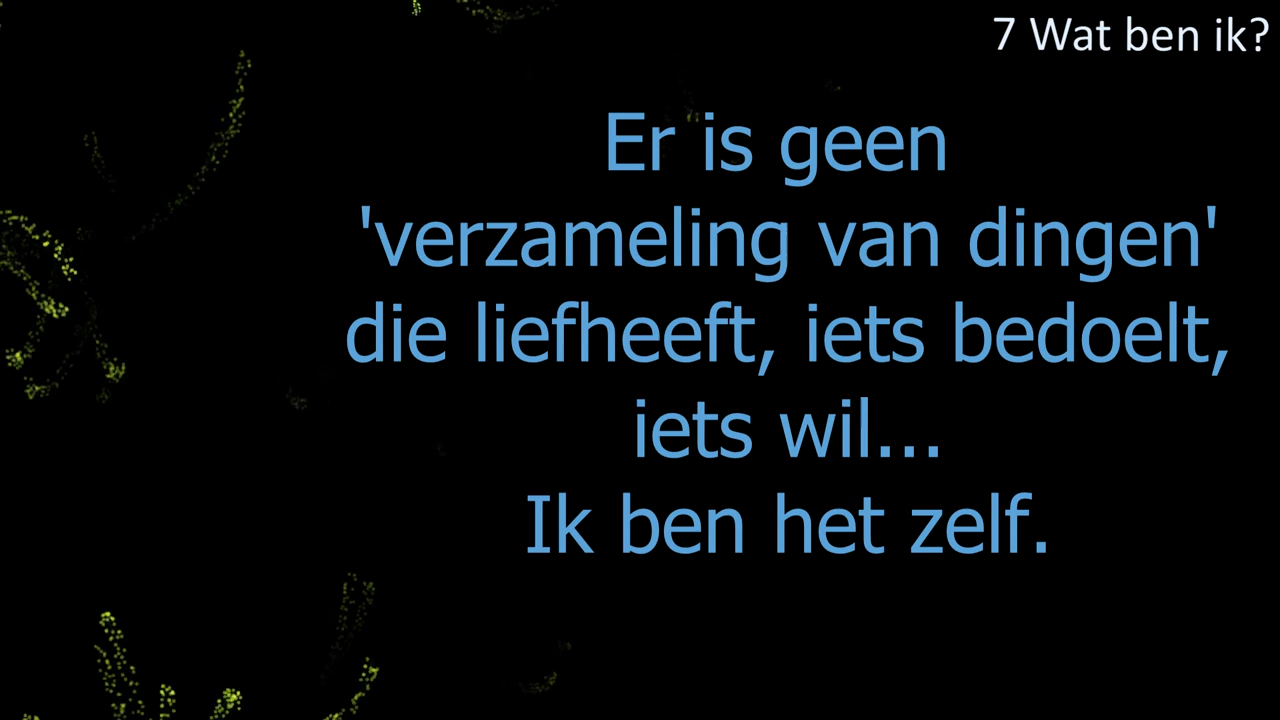 7 Wat ben ik?
Er is geen
'verzameling van dingen'
die liefheeft, iets bedoelt,
iets wil...
Ik ben het zelf.